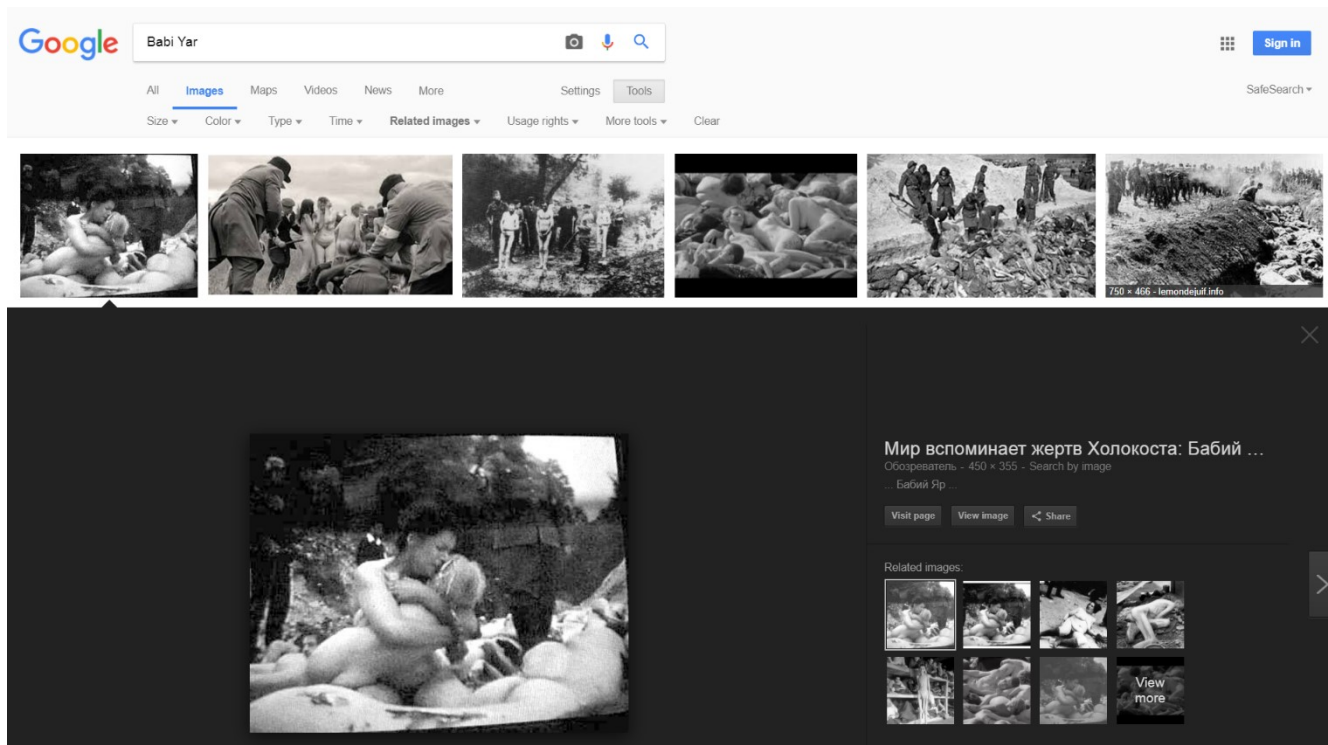 Google
Babi Yar
Sign in
All Images Maps Videos News More Settings Tools
SafeSearch
Size Color Type Time Related images Usage rights More tools Clear
750 × 466 - lemondejuif.info
Мир вспоминает жертв Холокоста: Бабий ...
Обозреватель - 450 × 355 - Search by image
... Бабий Яр ...
Visit page View image Share
Related images:
View
more